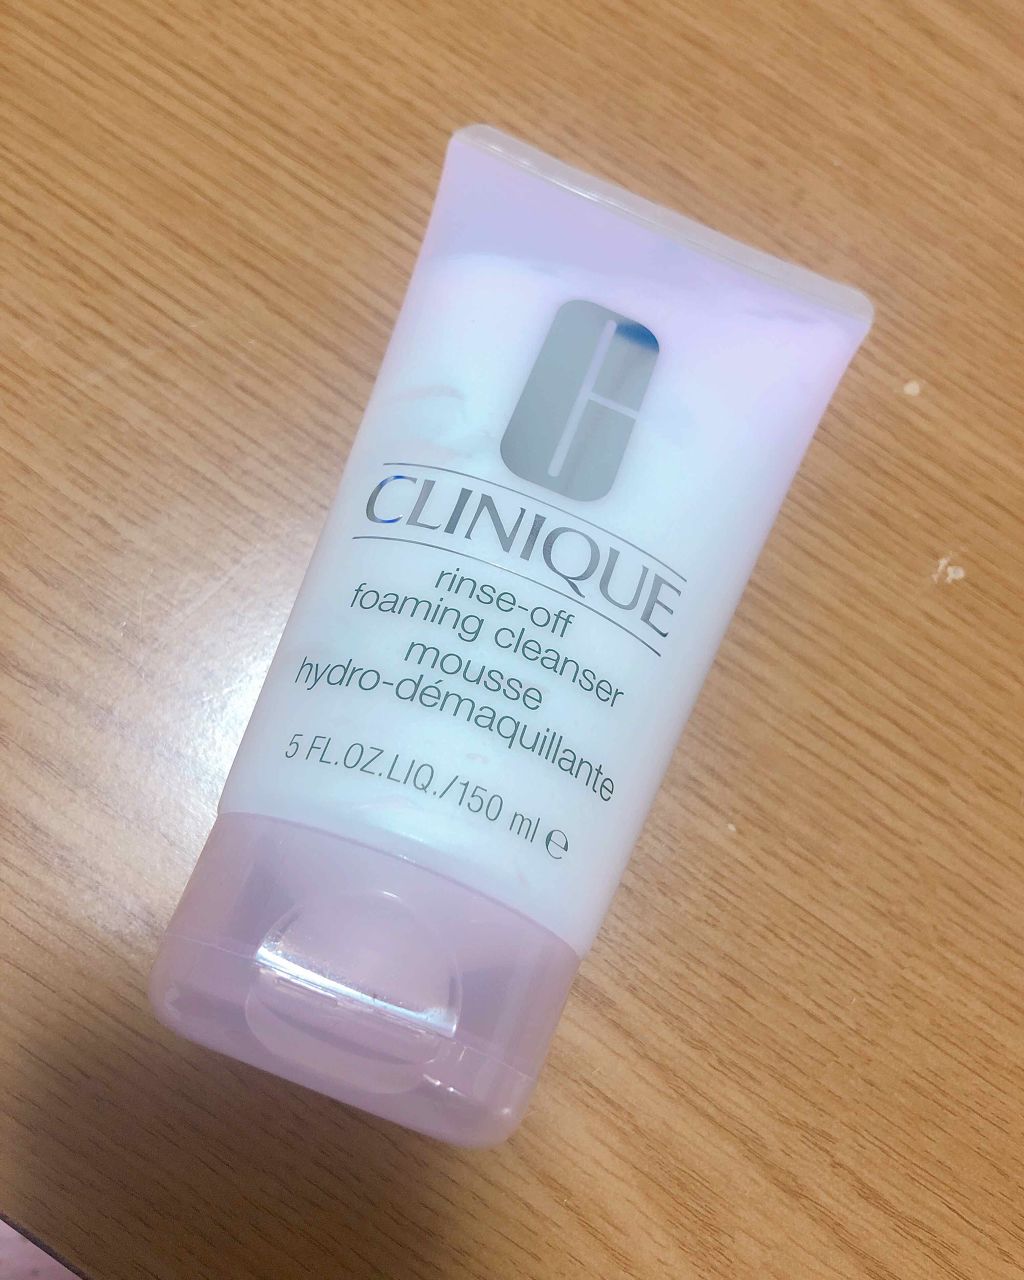 CLINIQUE
rinse-off
foaming cleanser
mousse
hydro-démaquillante
5 FL.OZ.LIQ./150 ml ℮